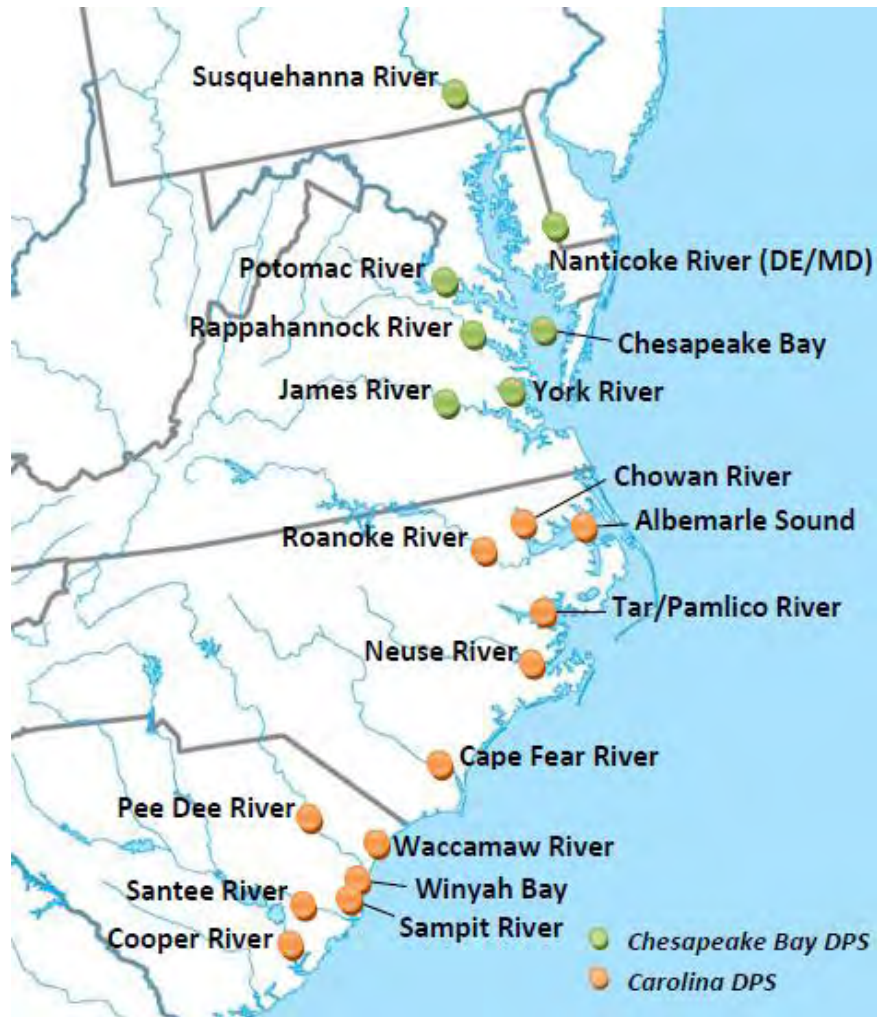 Susquehanna River
Nanticoke River (DE/MD)
Potomac River
Rappahannock River
Chesapeake Bay
James River
York River
Chowan River
Albemarle Sound
Roanoke River
Tar/Pamlico River
Neuse River
Cape Fear River
Pee Dee River
Waccamaw River
Winyah Bay
Santee River
Sampit River
Cooper River
Chesapeake Bay DPS
Carolina DPS